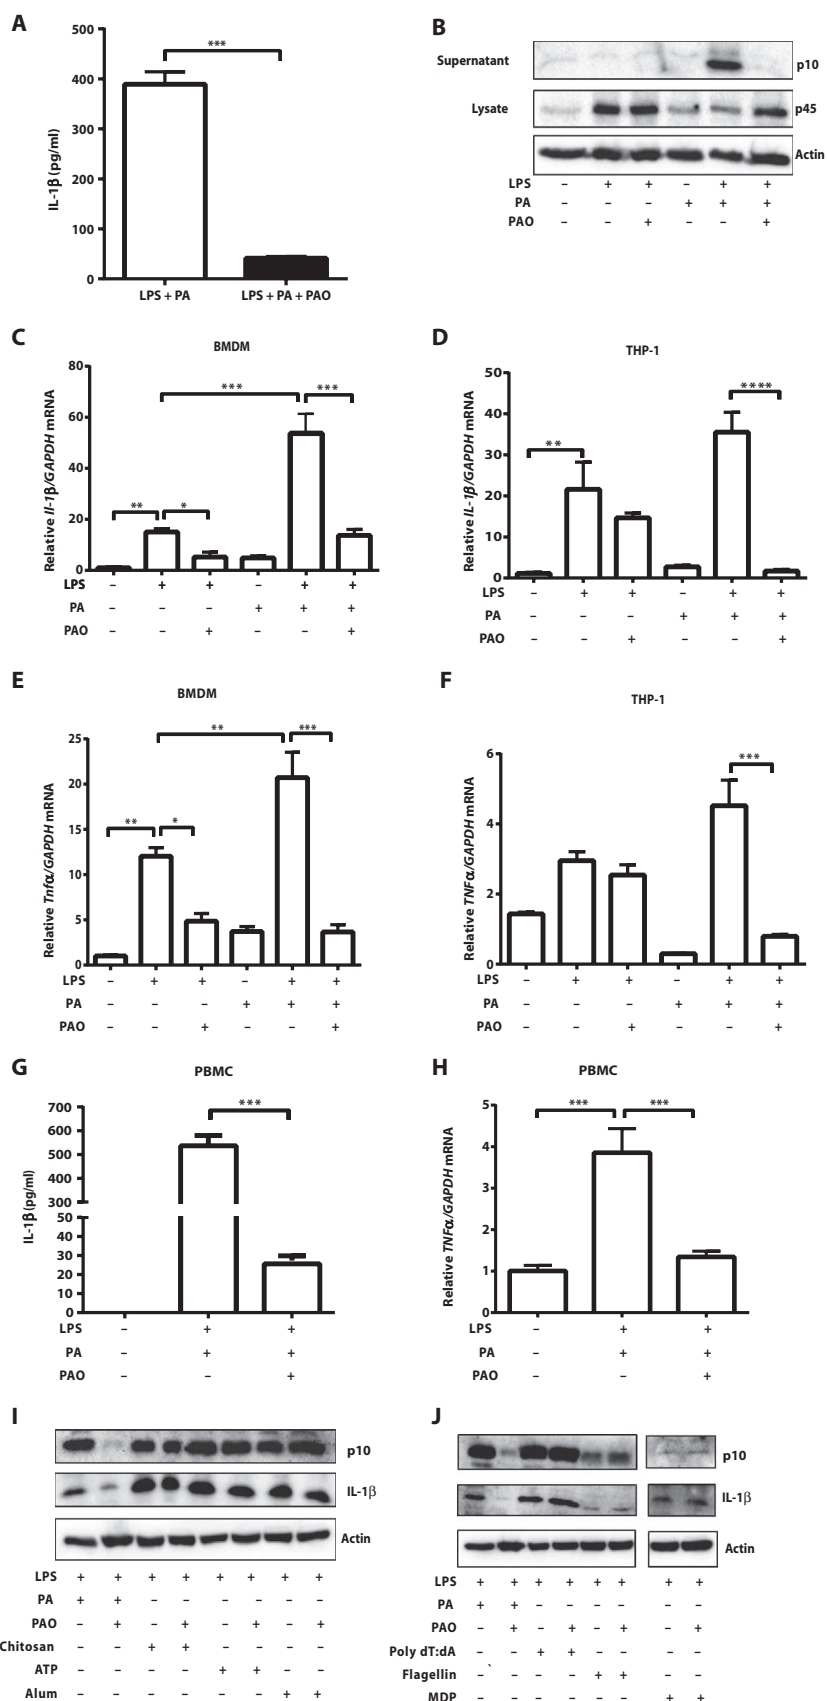 A
500
400
300
200
100
0
IL-1β (pg/ml)
***
LPS + PA
LPS + PA + PAO
B
Supernatant
p10
Lysate
p45
Actin
LPS – + + – + +
PA – – – + + +
PAO – – + – – +
C
BMDM
80
60
40
20
0
Relative Il-1β/GAPDH mRNA
*** ***
** *
LPS – + + – + +
PA – – – + + +
PAO – – + – – +
D
THP-1
50
40
30
20
10
0
Relative IL-1β/GAPDH mRNA
****
**
LPS – + + – + +
PA – – – + + +
PAO – – + – – +
E
BMDM
25
20
15
10
5
0
Relative Tnfα/GAPDH mRNA
** ***
** *
LPS – + + – + +
PA – – – + + +
PAO – – + – – +
F
THP-1
6
4
2
0
Relative TNFα/GAPDH mRNA
***
LPS – + + – + +
PA – – – + + +
PAO – – + – – +
G
PBMC
700
600
500
400
300
50
40
30
20
10
0
IL-1β (pg/ml)
***
LPS – + +
PA – + +
PAO – – +
H
PBMC
5
4
3
2
1
0
Relative TNFα/GAPDH mRNA
*** ***
LPS – + +
PA – + +
PAO – – +
I
p10
IL-1β
Actin
LPS + + + + + + + +
PA + + – – – – – –
PAO – + – + – + – +
Chitosan – – + + – – – –
ATP – – – – + + – –
Alum – – – – – – + +
J
p10
IL-1β
Actin
LPS + + + + + + + +
PA + + – – – – – –
PAO – + – + – + – +
Poly dT:dA – – + + – – – –
Flagellin – – – – + + – –
MDP – – – – – – + +